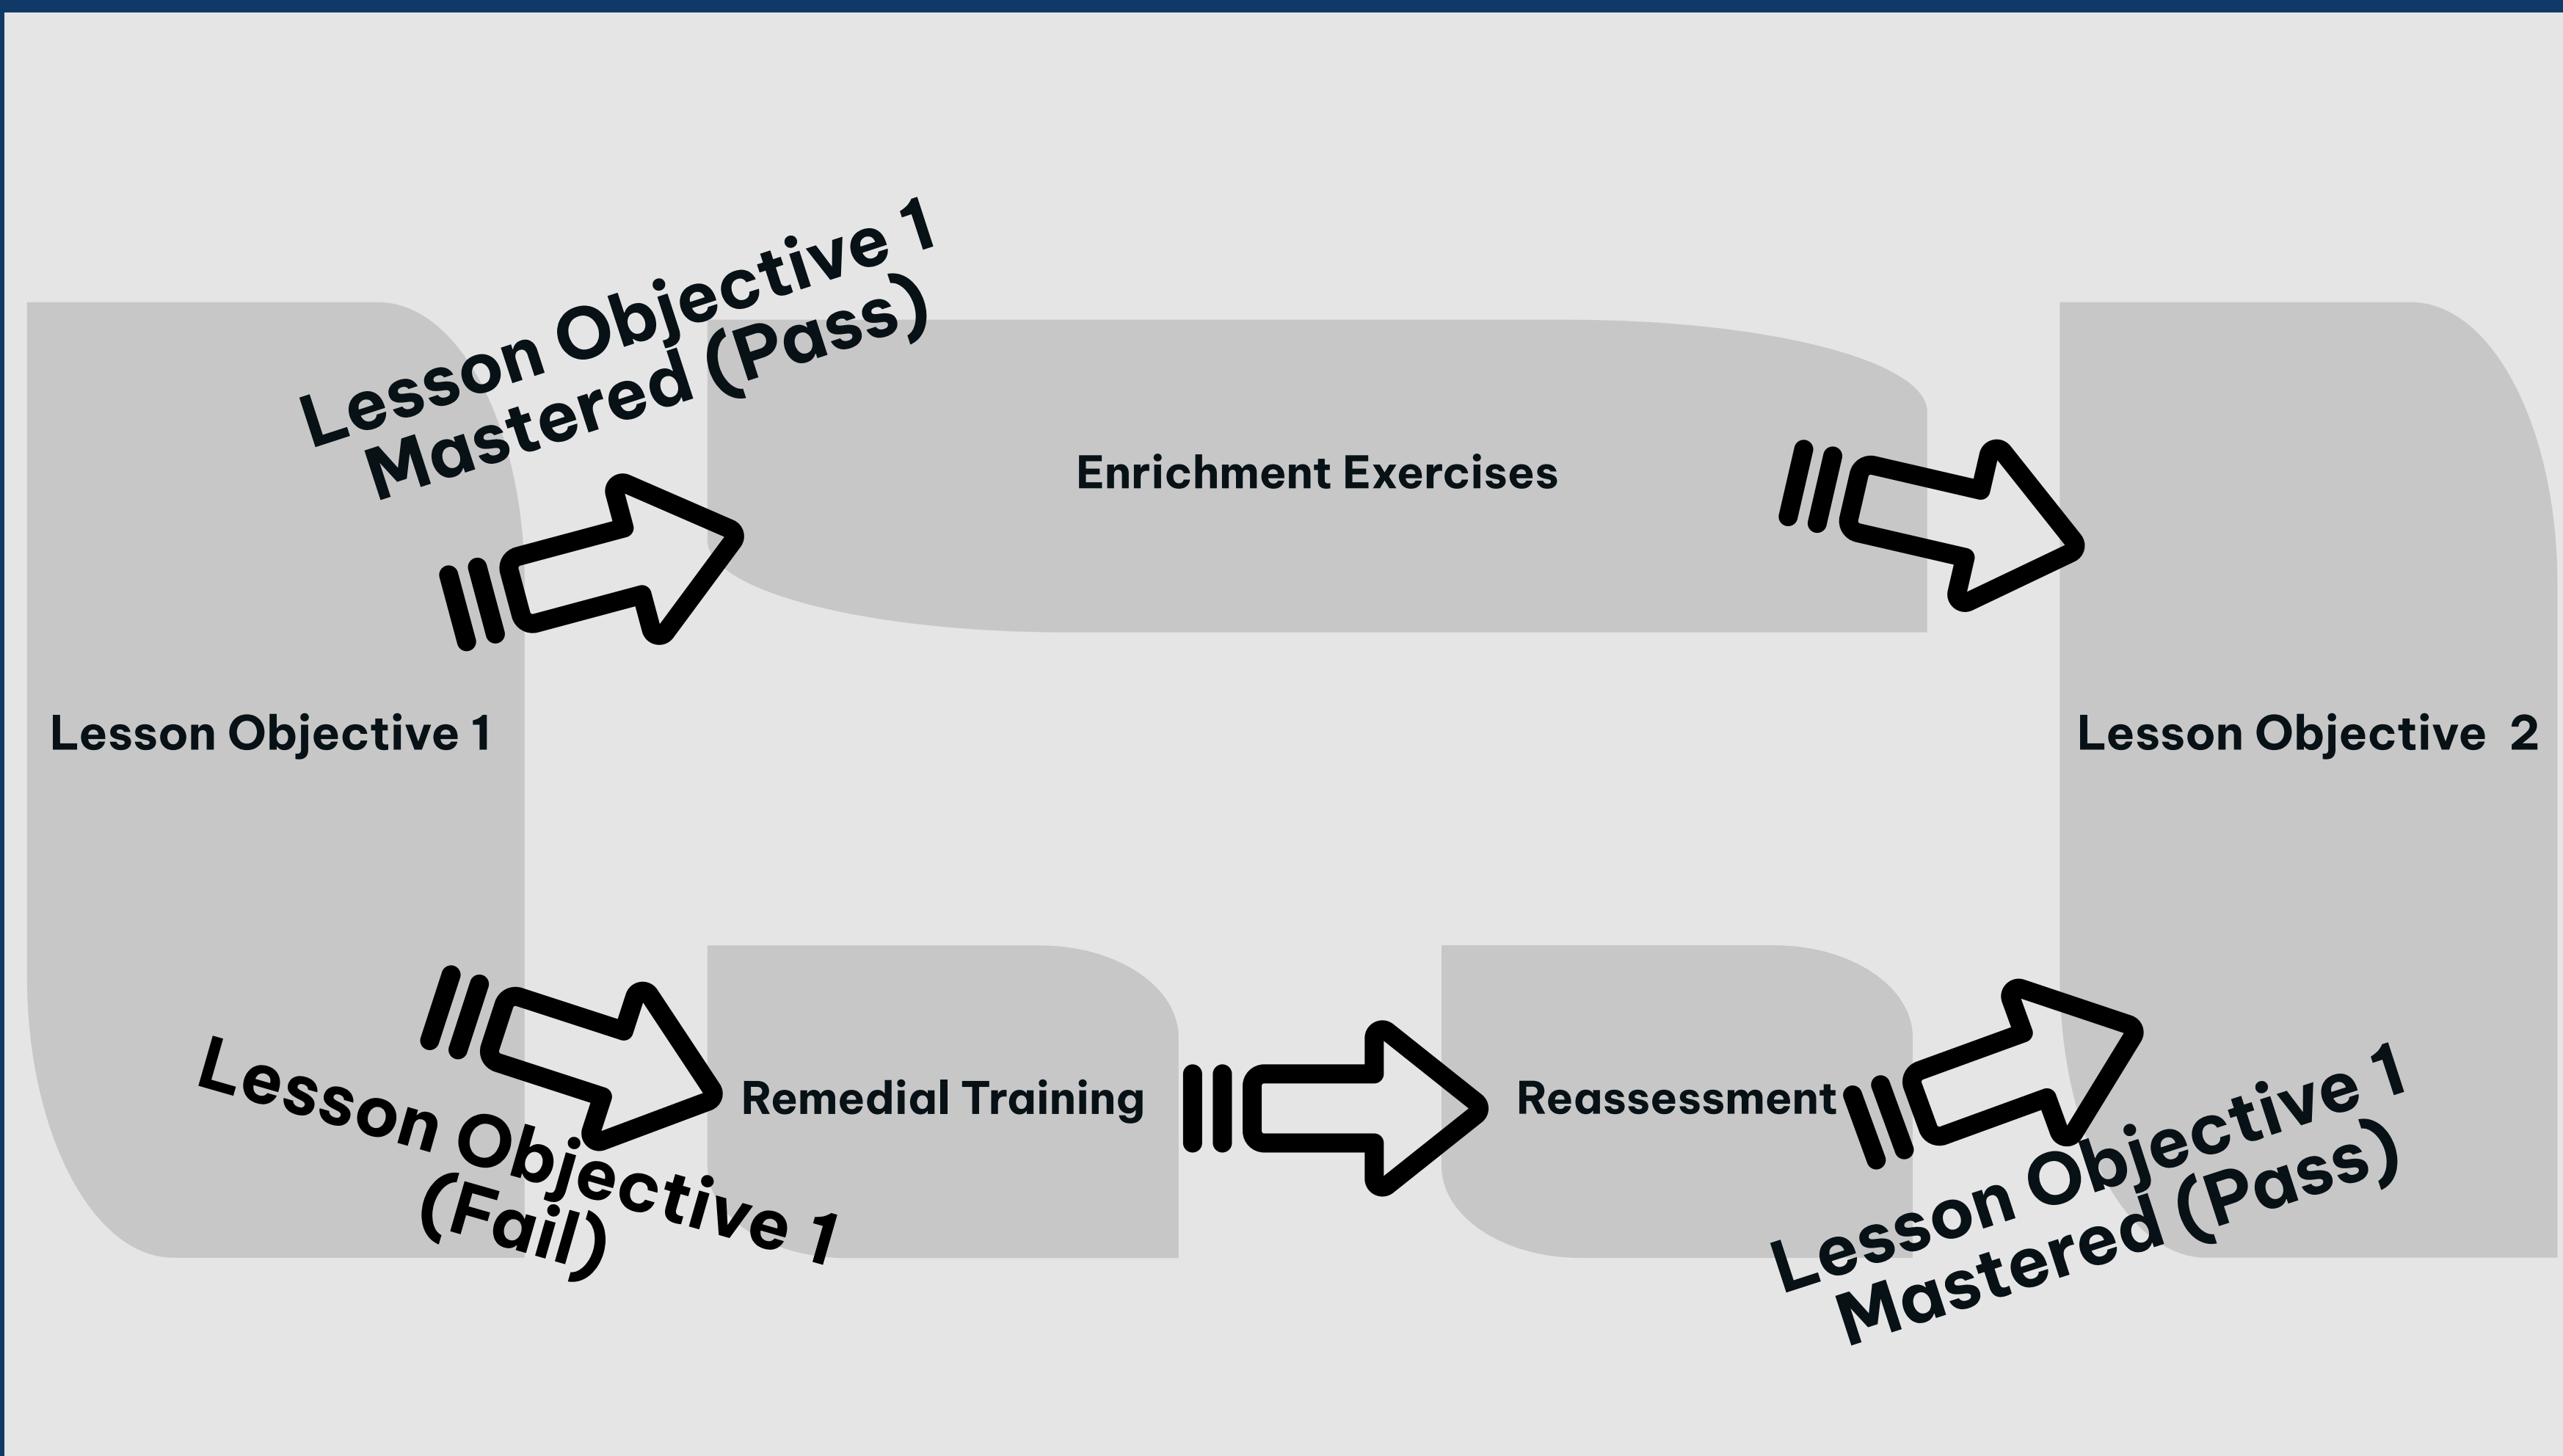 Lesson Objective 1
Mastered (Pass)
Enrichment Exercises
Lesson Objective 1
Lesson Objective  2
Remedial Training
Reassessment
Lesson Objective 1
(Fail)
Lesson Objective 1
Mastered (Pass)